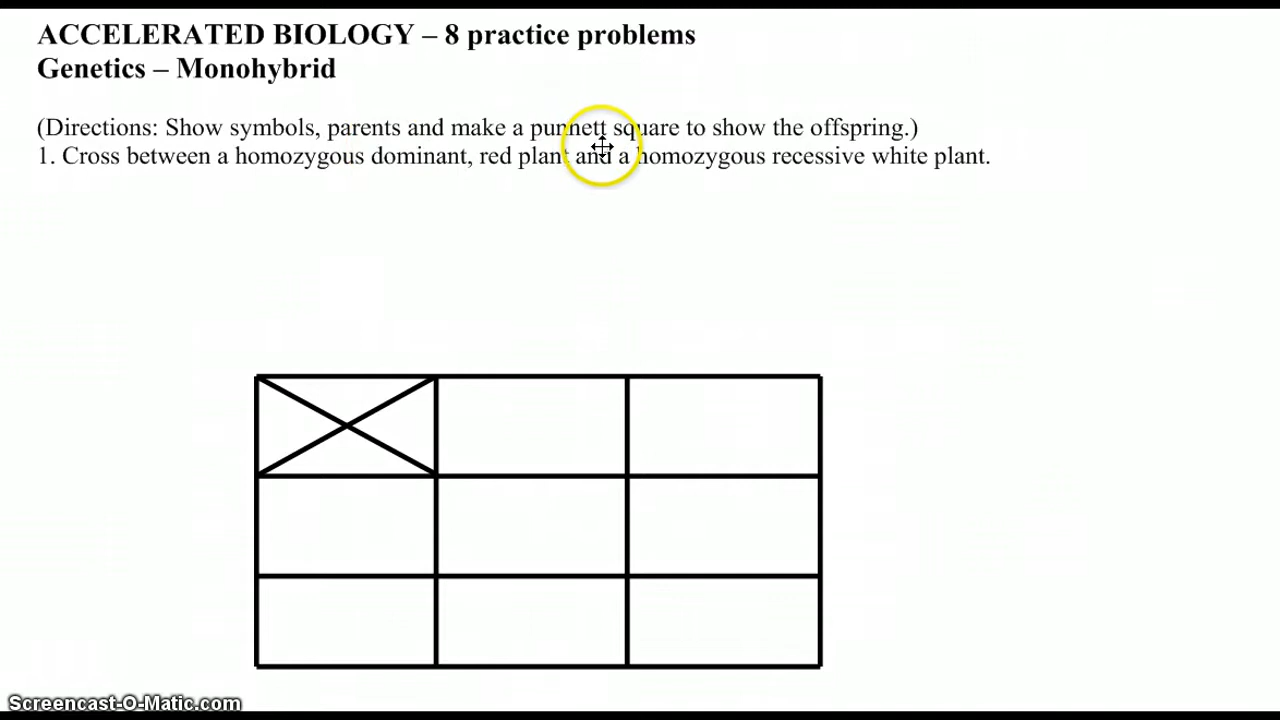 ACCELERATED BIOLOGY – 8 practice problems
Genetics – Monohybrid
(Directions: Show symbols, parents and make a punnett square to show the offspring.)
1. Cross between a homozygous dominant, red plant and a homozygous recessive white plant.
Screencast-O-Matic.com